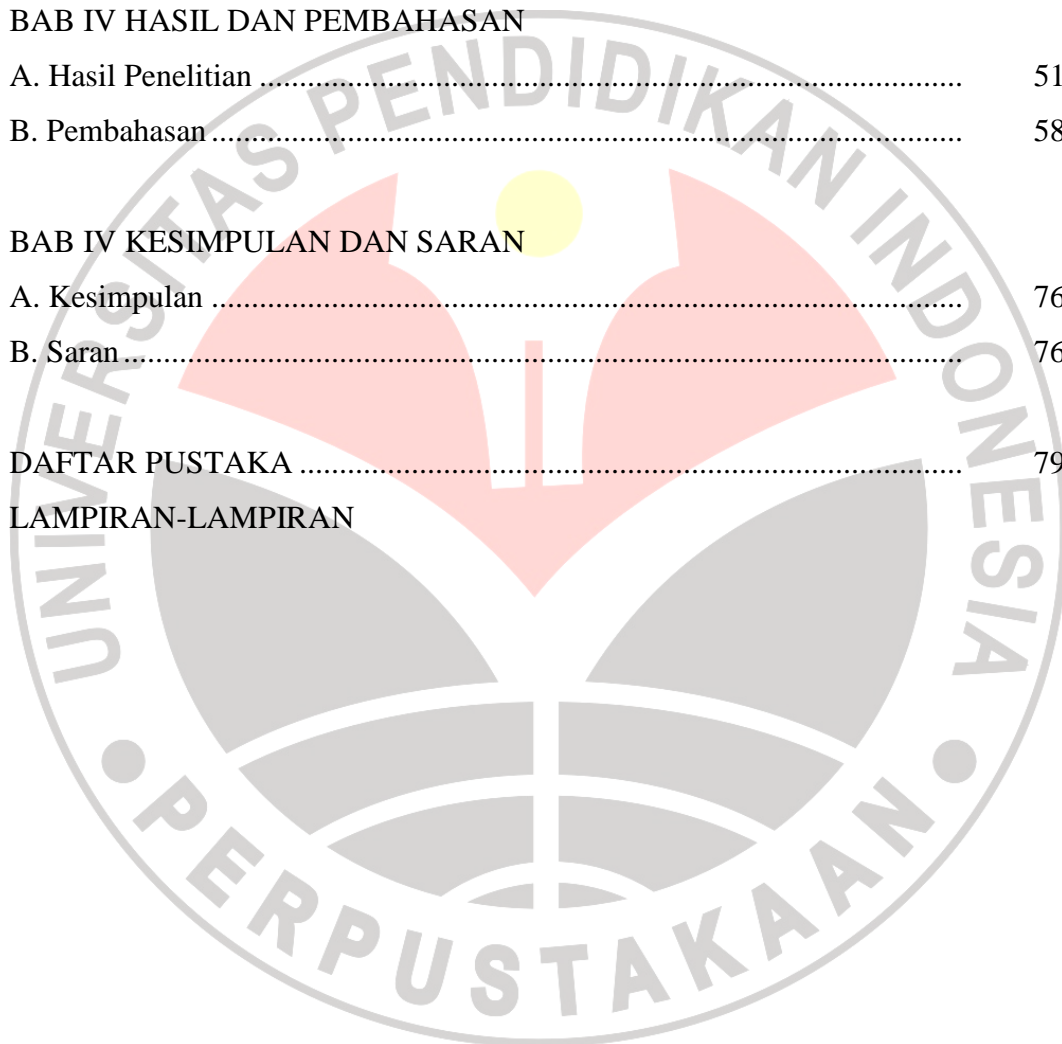 BAB IV HASIL DAN PEMBAHASAN
A. Hasil Penelitian ........................................................................................ 51
B. Pembahasan .............................................................................................. 58
BAB IV KESIMPULAN DAN SARAN
A. Kesimpulan .............................................................................................. 76
B. Saran ......................................................................................................... 76
DAFTAR PUSTAKA ................................................................................... 79
LAMPIRAN-LAMPIRAN
UNIVERSITAS PENDIDIKAN INDONESIA
PERPUSTAKAAN